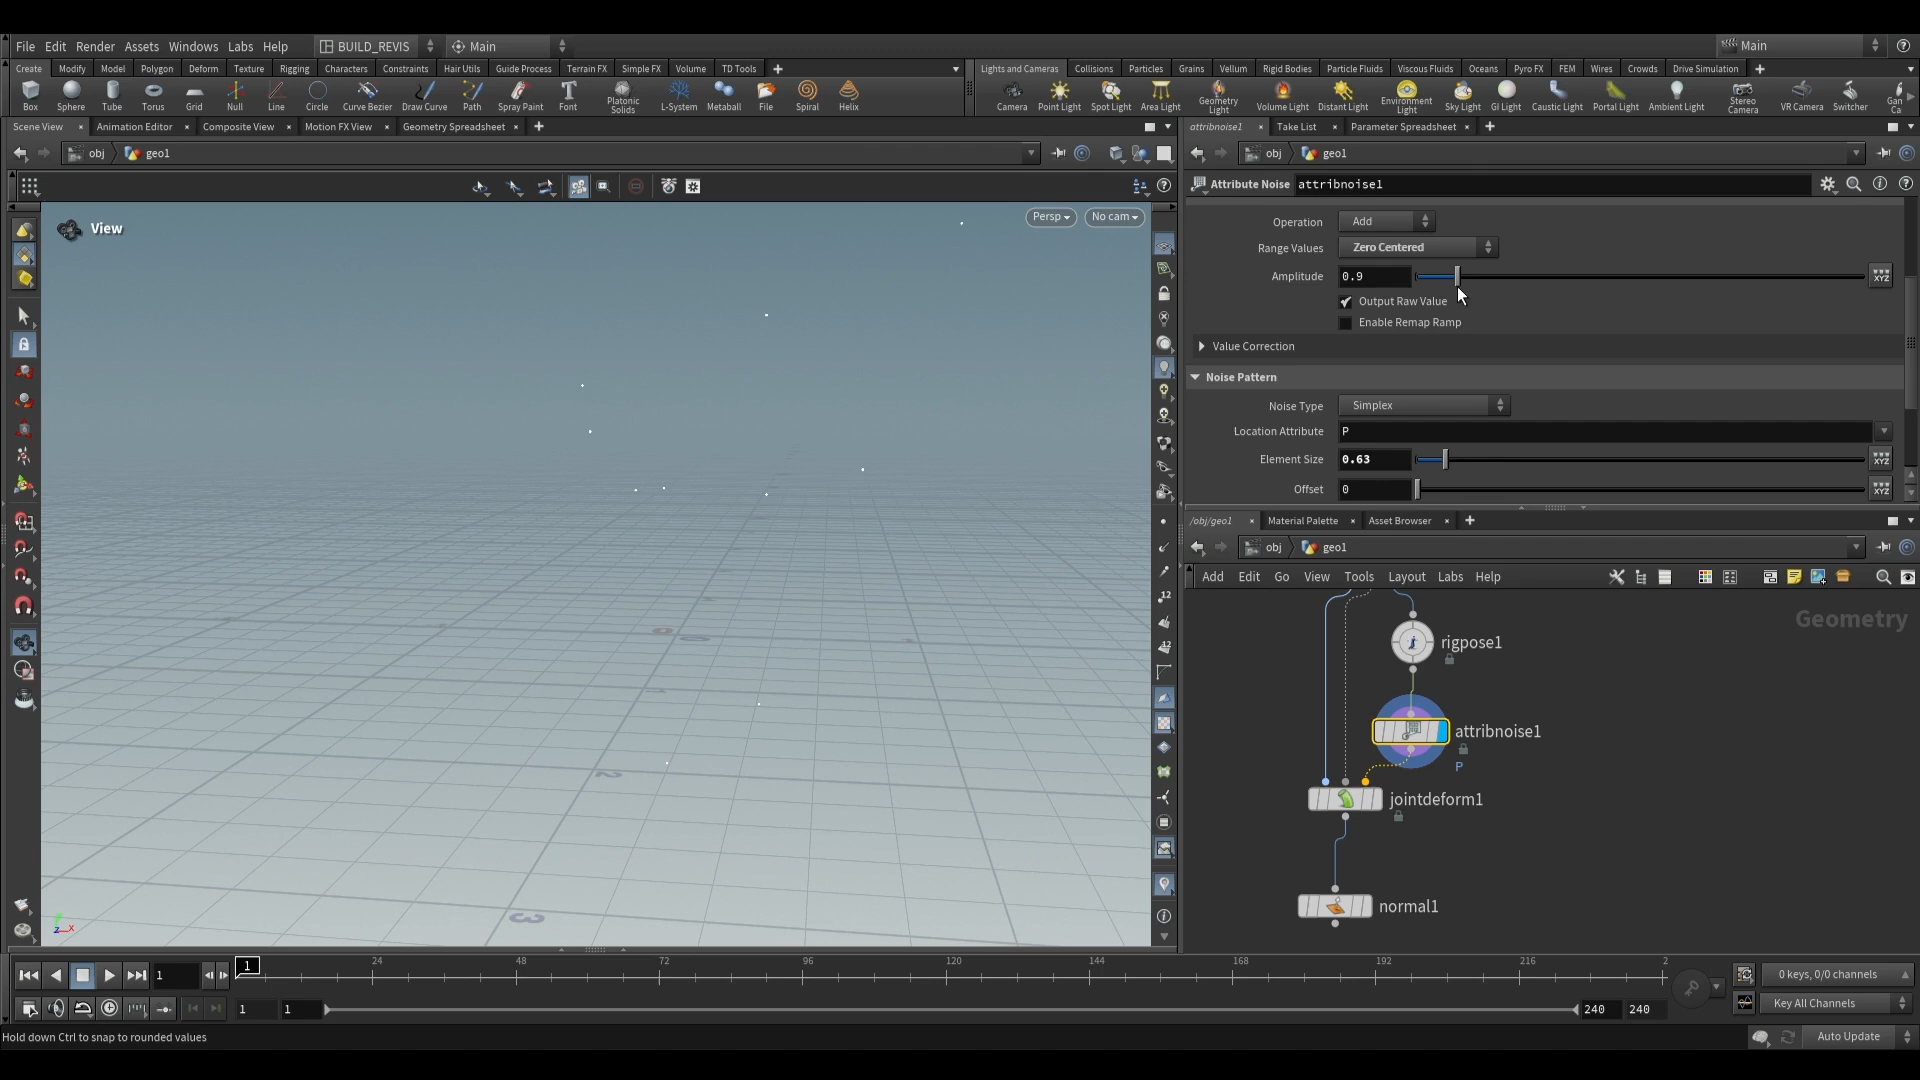 File Edit Render Assets Windows Labs Help BUILD_REVIS Main Main
Create Modify Model Polygon Deform Texture Rigging Characters Constraints Hair Utils Guide Process Terrain FX Simple FX Volume TD Tools Lights and Cameras Collisions Particles Grains Vellum Rigid Bodies Particle Fluids Viscous Fluids Oceans Pyro FX FEM Wires Crowds Drive Simulation
Box Sphere Tube Torus Grid Null Line Circle Curve Bezier Draw Curve Path Spray Paint Font Platonic Solids L-System Metaball File Spiral Helix Camera Point Light Spot Light Area Light Geometry Light Volume Light Distant Light Environment Light Sky Light GI Light Caustic Light Portal Light Ambient Light Stereo Camera VR Camera Switcher Gan Ca
Scene View Animation Editor Composite View Motion FX View Geometry Spreadsheet attribnoise1 Take List Parameter Spreadsheet
obj geo1 obj geo1
Attribute Noise attribnoise1
View Persp No cam
Operation Add
Range Values Zero Centered
Amplitude 0.9
Output Raw Value
Enable Remap Ramp
Value Correction
Noise Pattern
Noise Type Simplex
Location Attribute P
Element Size 0.63
Offset 0
/obj/geo1 Material Palette Asset Browser
obj geo1
Add Edit Go View Tools Layout Labs Help
Geometry
rigpose1
attribnoise1
P
jointdeform1
normal1
2
3
1 1 24 48 72 96 120 144 168 192 216 2 0 keys, 0/0 channels
1 1 240 240 Key All Channels
Hold down Ctrl to snap to rounded values Auto Update